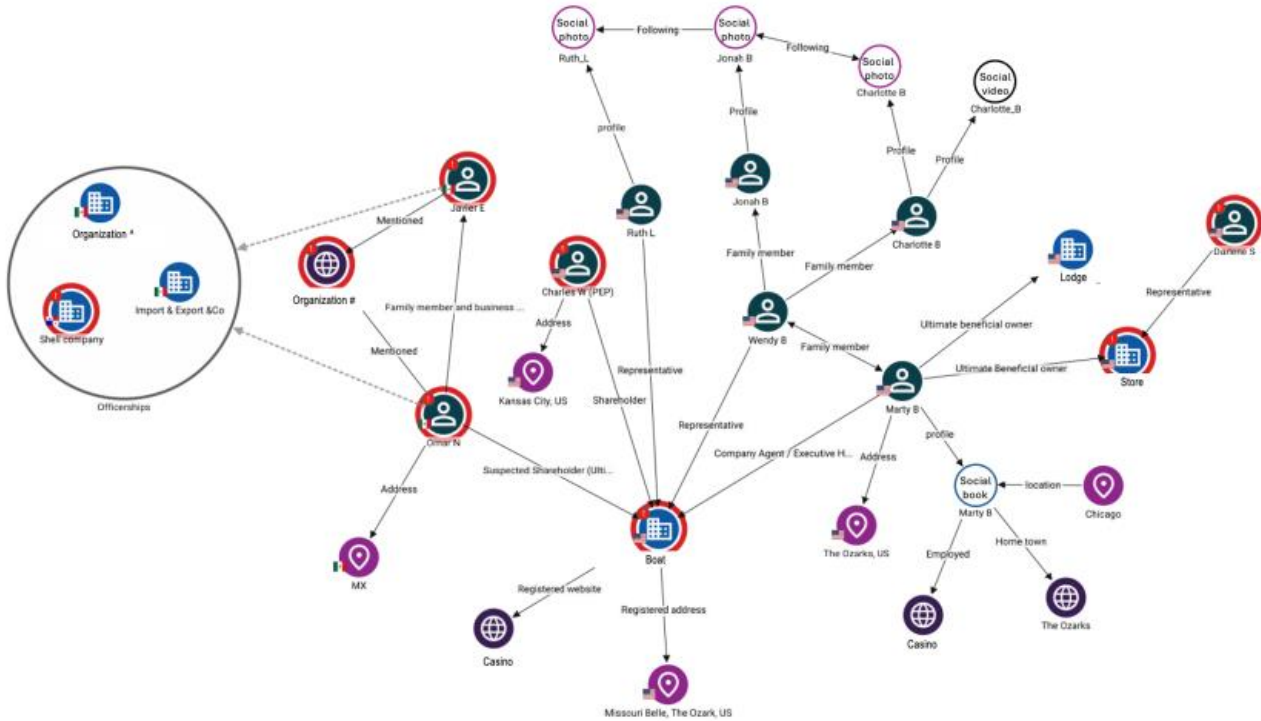 Social
photo
Ruth_L
Following
Social
photo
Jonah B
Following
Social
photo
Charlotte B
Social
video
Charlotte_B
profile
Profile
Profile
Profile
Javier E
Mentioned
Organization ^
Organization #
Import & Export &Co
Shell company
Officerships
Family member and business ...
Mentioned
Charles W (PEP)
Address
Kansas City, US
Ruth L
Jonah B
Charlotte B
Family member
Family member
Wendy B
Family member
Lodge
Darlene S
Representative
Ultimate beneficial owner
Ultimate Beneficial owner
Store
Marty B
Omar N
Address
MX
Suspected Shareholder (Ulti...
Shareholder
Representative
Representative
Company Agent / Executive H...
Address
The Ozarks, US
profile
Social
book
Marty B
location
Chicago
Employed
Home town
Casino
The Ozarks
Boat
Registered website
Casino
Registered address
Missouri Belle, The Ozark, US